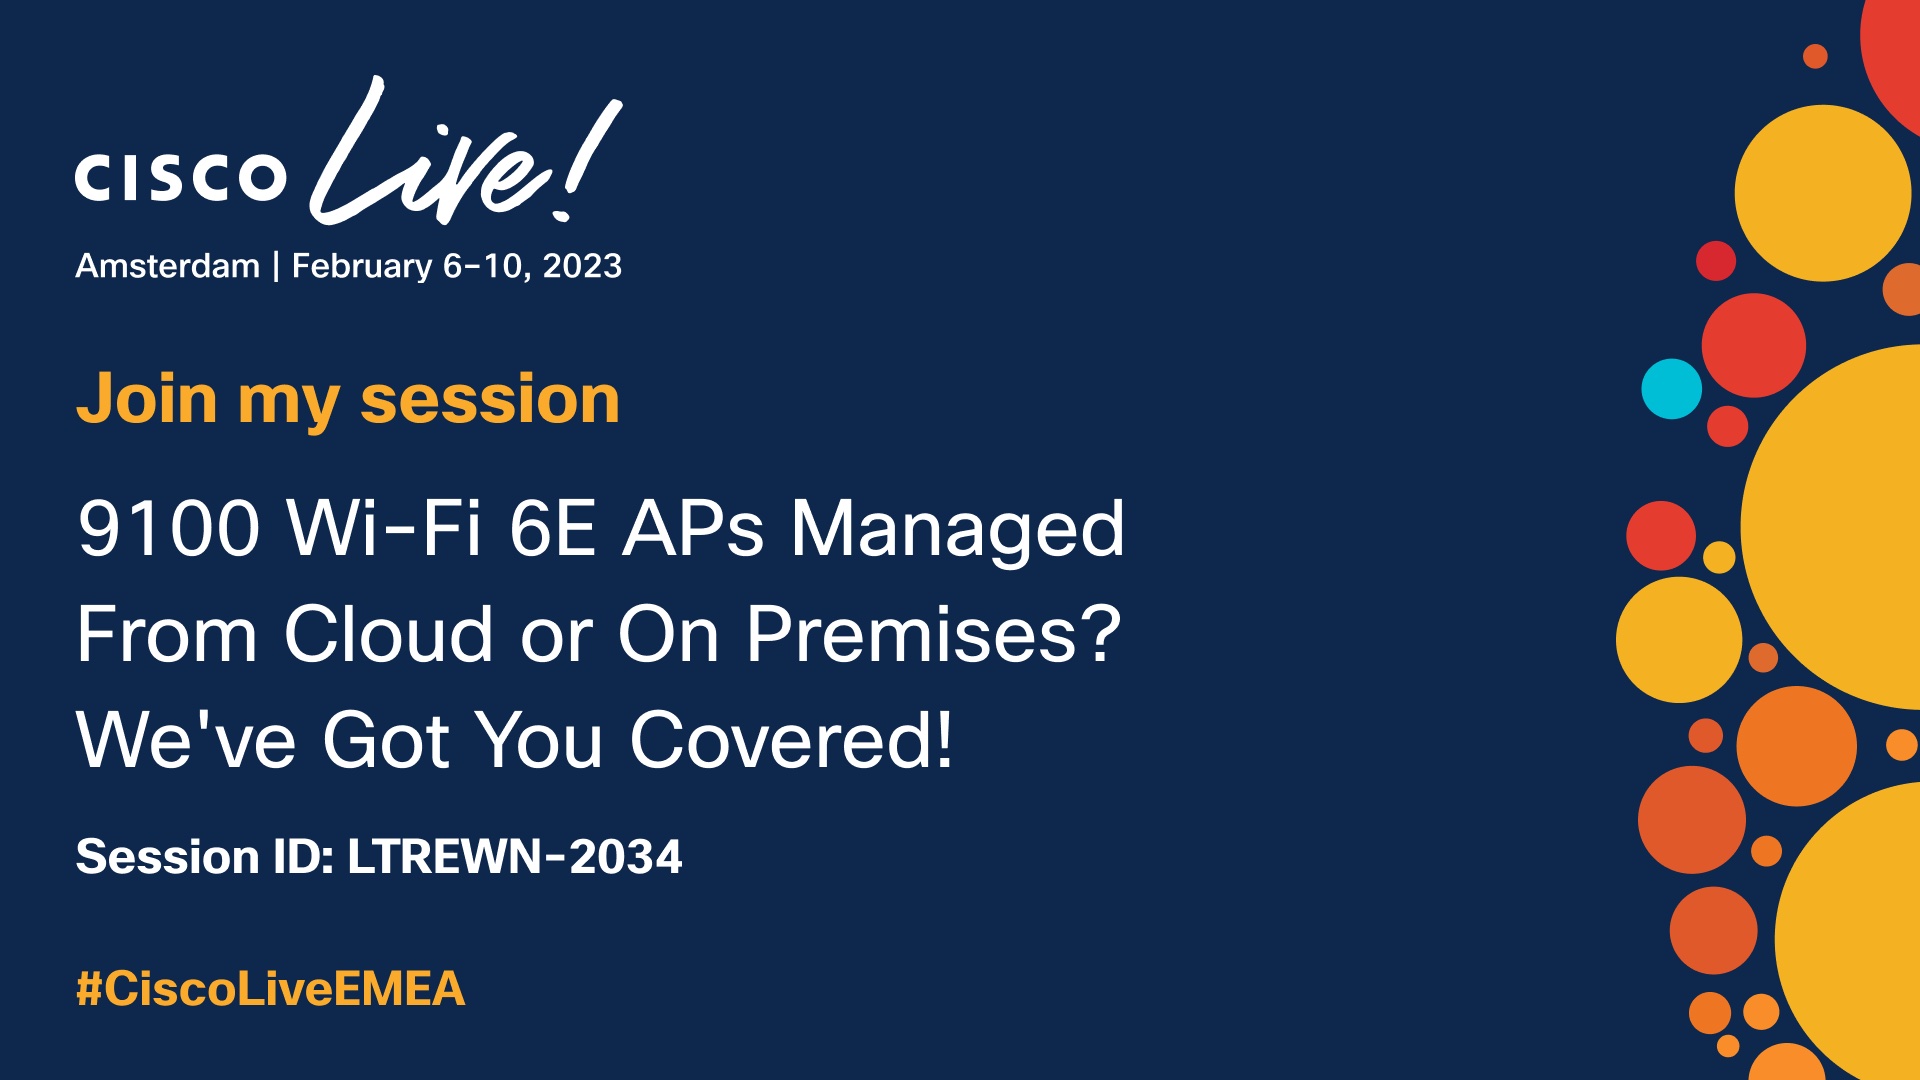 CISCO Live!
Amsterdam | February 6-10, 2023
Join my session
9100 Wi-Fi 6E APs Managed
From Cloud or On Premises?
We've Got You Covered!
Session ID: LTREWN-2034
#CiscoLiveEMEA